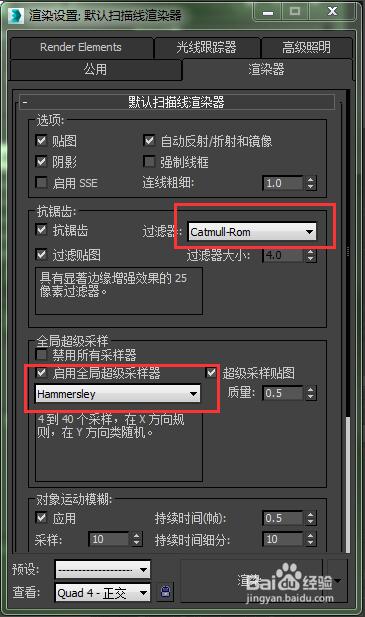 渲染设置: 默认扫描线渲染器
Render Elements 光线跟踪器 高级照明
公用 渲染器
- 默认扫描线渲染器
选项:
贴图 自动反射/折射和镜像
阴影 强制线框
启用 SSE 连线粗细: 1.0
抗锯齿:
抗锯齿 过滤器: Catmull-Rom
过滤贴图 过滤器大小: 4.0
具有显著边缘增强效果的 25
像素过滤器。
全局超级采样
禁用所有采样器
启用全局超级采样器 超级采样贴图
Hammersley 质量: 0.5
4 到 40 个采样，在 X 方向规
则，在 Y 方向类随机。
对象运动模糊:
应用 持续时间(帧): 0.5
采样: 10 持续时间细分: 10
预设: --------------------
查看: Quad 4 - 正交 渲染
Baidu 经验
jingyan.baidu.com